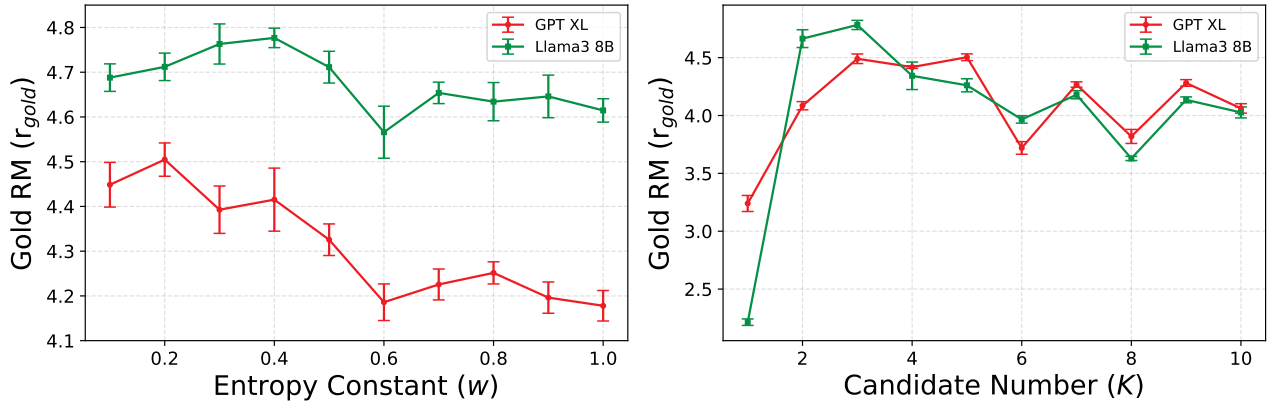 GPT XL
Llama3 8B
4.8
4.7
4.6
4.5
4.4
4.3
4.2
4.1
Gold RM (r_gold)
0.2 0.4 0.6 0.8 1.0
Entropy Constant (w)
GPT XL
Llama3 8B
4.5
4.0
3.5
3.0
2.5
Gold RM (r_gold)
2 4 6 8 10
Candidate Number (K)